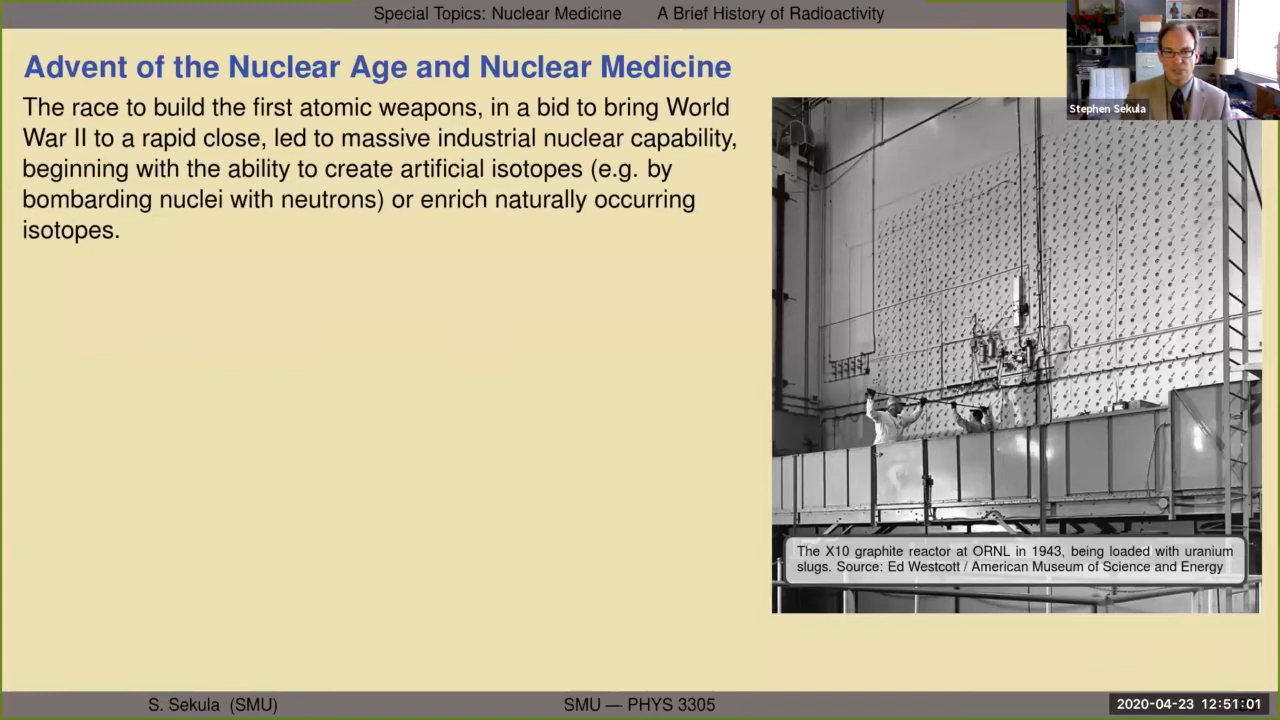 Special Topics: Nuclear Medicine A Brief History of Radioactivity
Stephen Sekula
Advent of the Nuclear Age and Nuclear Medicine
The race to build the first atomic weapons, in a bid to bring World
War II to a rapid close, led to massive industrial nuclear capability,
beginning with the ability to create artificial isotopes (e.g. by
bombarding nuclei with neutrons) or enrich naturally occurring
isotopes.
The X10 graphite reactor at ORNL in 1943, being loaded with uranium
slugs. Source: Ed Westcott / American Museum of Science and Energy
S. Sekula (SMU) SMU — PHYS 3305 2020-04-23 12:51:01